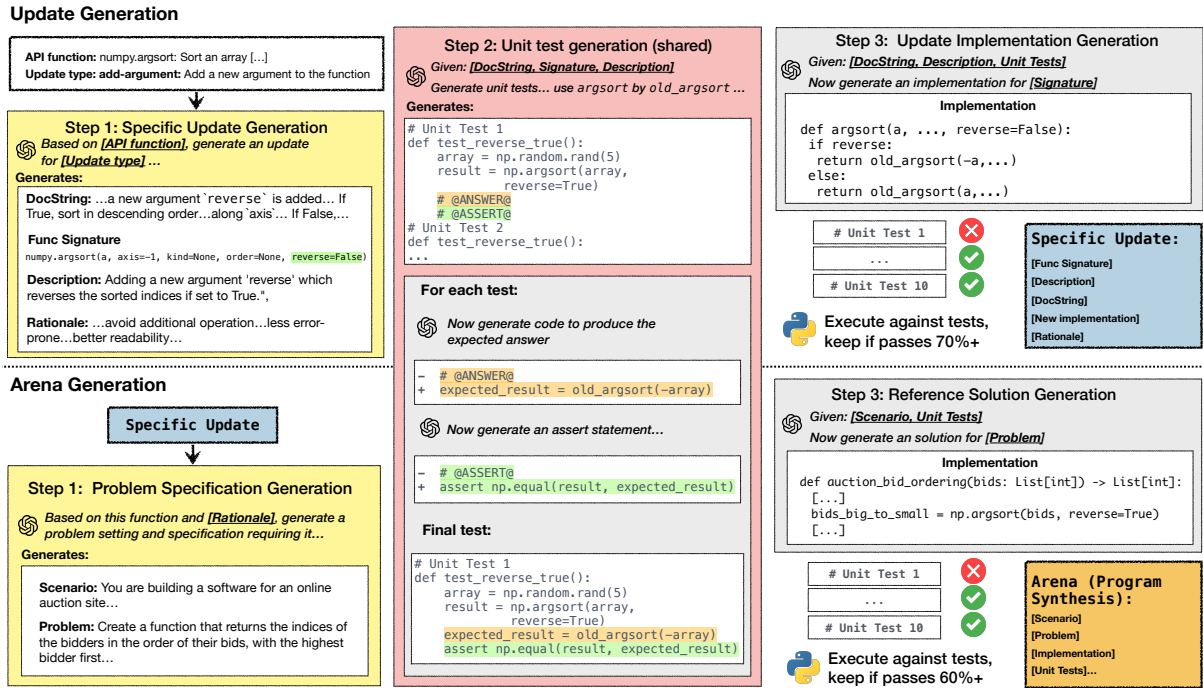 Update Generation
API function: numpy.argsort: Sort an array [...]
Update type: add-argument: Add a new argument to the function
Step 1: Specific Update Generation
Based on [API function], generate an update
for [Update type] ...
Generates:
DocString: ...a new argument `reverse` is added... If
True, sort in descending order...along `axis`... If False,...
Func Signature
numpy.argsort(a, axis=-1, kind=None, order=None, reverse=False)
Description: Adding a new argument 'reverse' which
reverses the sorted indices if set to True.",
Rationale: ...avoid additional operation...less error-
prone...better readability...
Arena Generation
Specific Update
Step 1: Problem Specification Generation
Based on this function and [Rationale], generate a
problem setting and specification requiring it...
Generates:
Scenario: You are building a software for an online
auction site...
Problem: Create a function that returns the indices of
the bidders in the order of their bids, with the highest
bidder first...
Step 2: Unit test generation (shared)
Given: [DocString, Signature, Description]
Generate unit tests... use argsort by old_argsort ...
Generates:
# Unit Test 1
def test_reverse_true():
array = np.random.rand(5)
result = np.argsort(array,
reverse=True)
# @ANSWER@
# @ASSERT@
# Unit Test 2
def test_reverse_true():
...
For each test:
Now generate code to produce the
expected answer
- # @ANSWER@
+ expected_result = old_argsort(-array)
Now generate an assert statement...
- # @ASSERT@
+ assert np.equal(result, expected_result)
Final test:
# Unit Test 1
def test_reverse_true():
array = np.random.rand(5)
result = np.argsort(array,
reverse=True)
expected_result = old_argsort(-array)
assert np.equal(result, expected_result)
Step 3: Update Implementation Generation
Given: [DocString, Description, Unit Tests]
Now generate an implementation for [Signature]
Implementation
def argsort(a, ..., reverse=False):
if reverse:
return old_argsort(-a,...)
else:
return old_argsort(a,...)
# Unit Test 1
...
# Unit Test 10
Execute against tests,
keep if passes 70%+
Specific Update:
[Func Signature]
[Description]
[DocString]
[New implementation]
[Rationale]
Step 3: Reference Solution Generation
Given: [Scenario, Unit Tests]
Now generate an solution for [Problem]
Implementation
def auction_bid_ordering(bids: List[int]) -> List[int]:
[...]
bids_big_to_small = np.argsort(bids, reverse=True)
[...]
# Unit Test 1
...
# Unit Test 10
Execute against tests,
keep if passes 60%+
Arena (Program
Synthesis):
[Scenario]
[Problem]
[Implementation]
[Unit Tests]...